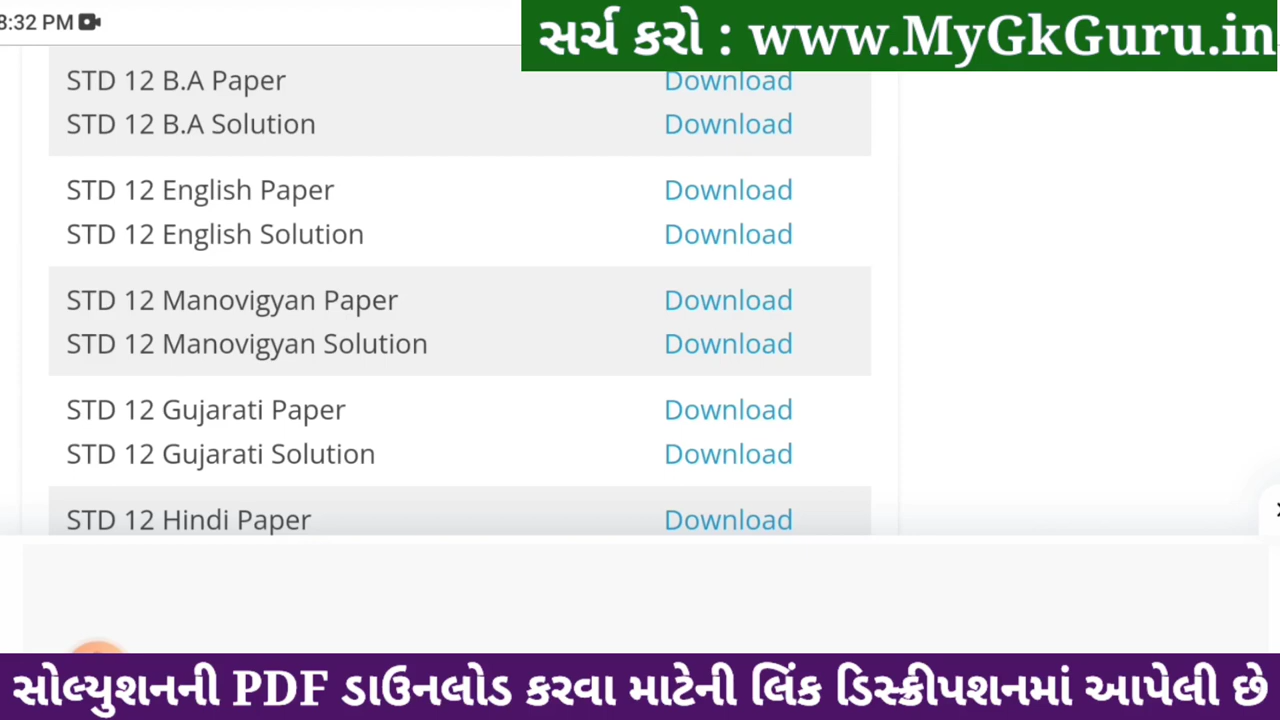 8:32 PM
સર્ચ કરો : www.MyGkGuru.in
STD 12 B.A Paper Download
STD 12 B.A Solution Download
STD 12 English Paper Download
STD 12 English Solution Download
STD 12 Manovigyan Paper Download
STD 12 Manovigyan Solution Download
STD 12 Gujarati Paper Download
STD 12 Gujarati Solution Download
STD 12 Hindi Paper Download
સોલ્યુશનની PDF ડાઉનલોડ કરવા માટેની લિંક ડિસ્ક્રીપશનમાં આપેલી છે